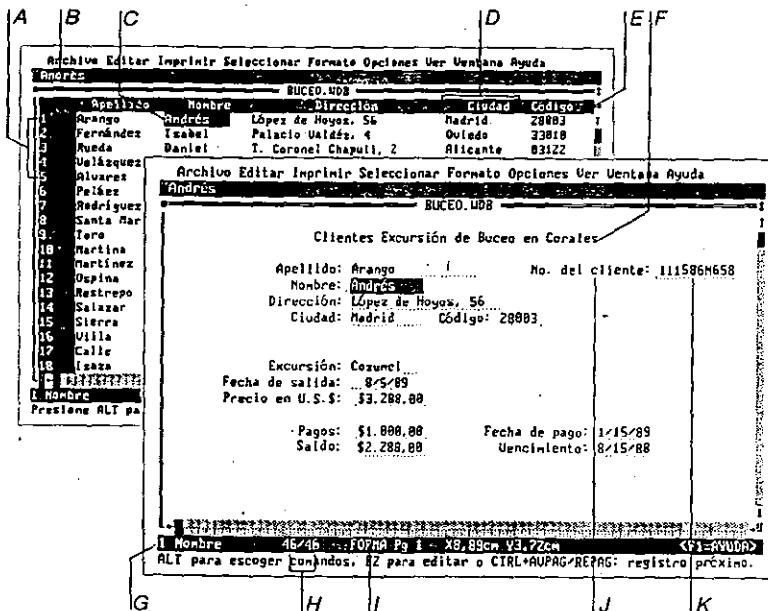 A B C D E F
Archivo Editar Imprimir Seleccionar Formato Opciones Ver Ventana Ayuda
Andrés
BUCEO.WDB
Apellido Nombre Dirección Ciudad Código
1 Arango Andrés López de Hoyos, 56 Madrid 28003
2 Fernández Isabel Palacio Valdés, 4 Oviedo 33010
3 Rueda Daniel T. Coronel Chapuli, 2 Alicante 03122
4 Velázquez
5 Alvarez
6 Peláez
7 Rodríguez
8 Santa Mar
9 Toro
10 Martina
11 Martínez
12 Ospina
13 Restrepo
14 Salazar
15 Sierra
16 Villa
17 Calle
18 Isaza
1 Nombre
Presione ALT pa
Archivo Editar Imprimir Seleccionar Formato Opciones Ver Ventana Ayuda
"Andrés
BUCEO.WDB
Clientes Excursión de Buceo en Corales
Apellido: Arango No. del cliente: 111586M658
Nombre: Andrés
Dirección: López de Hoyos, 56
Ciudad: Madrid Código: 28003
Excursión: Cozumel
Fecha de salida: 8/5/89
Precio en U.S.$: $3.288,00
Pagos: $1.000,00 Fecha de pago: 1/15/89
Saldo: $2.288,00 Vencimiento: 8/15/88
1 Nombre 46/46 FORMA Pg 1 X8,89cm Y3,72cm <F1=AYUDA>
ALT para escoger comandos, F2 para editar o CTRL+AVPAG/REPAG: registro próximo.
G H I J K